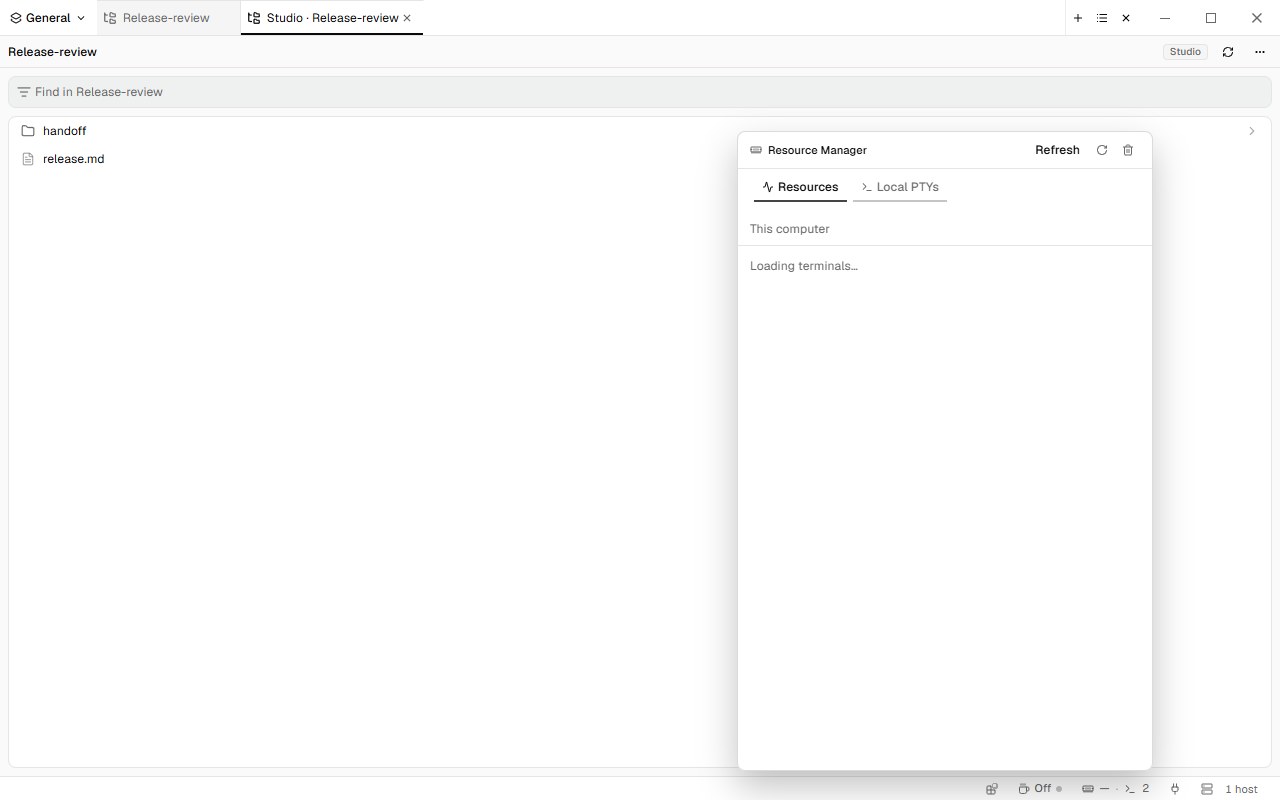 General
Release-review
Studio · Release-review
Release-review
Studio
Find in Release-review
handoff
release.md
Resource Manager
Refresh
Resources
Local PTYs
This computer
Loading terminals…
Off
— · 2
1 host